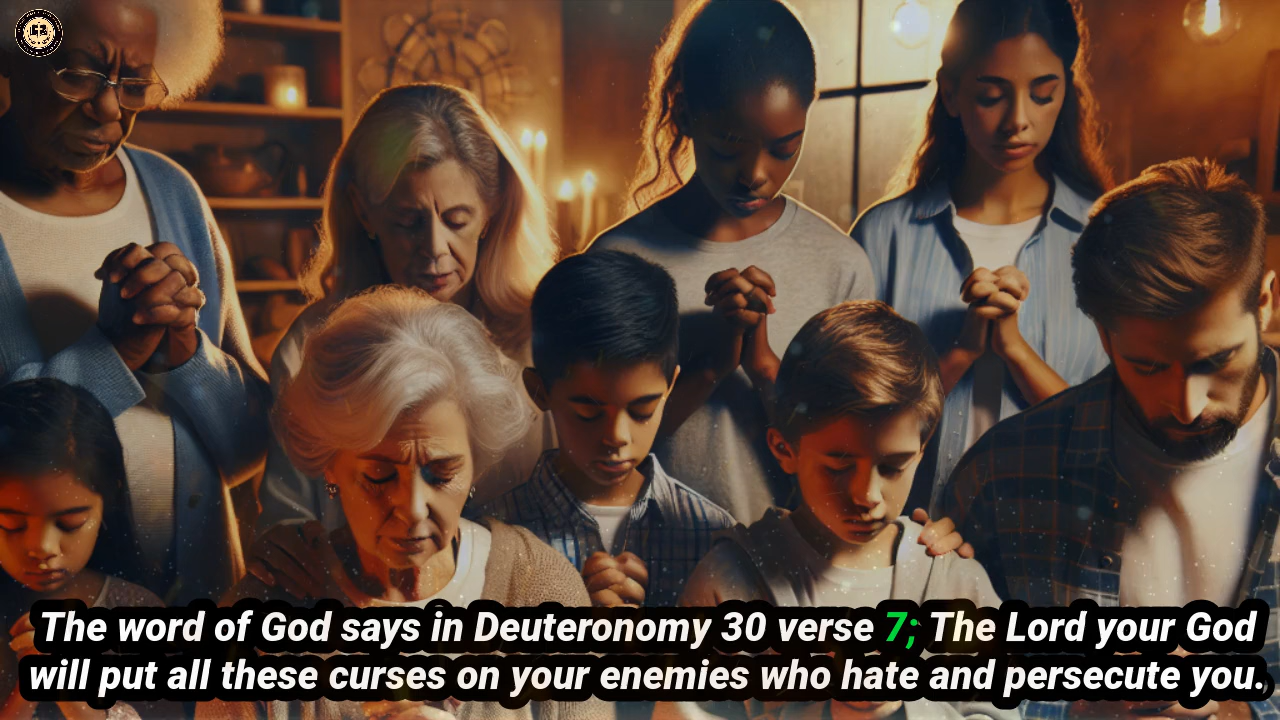 The word of God says in Deuteronomy 30 verse 7; The Lord your God
will put all these curses on your enemies who hate and persecute you.